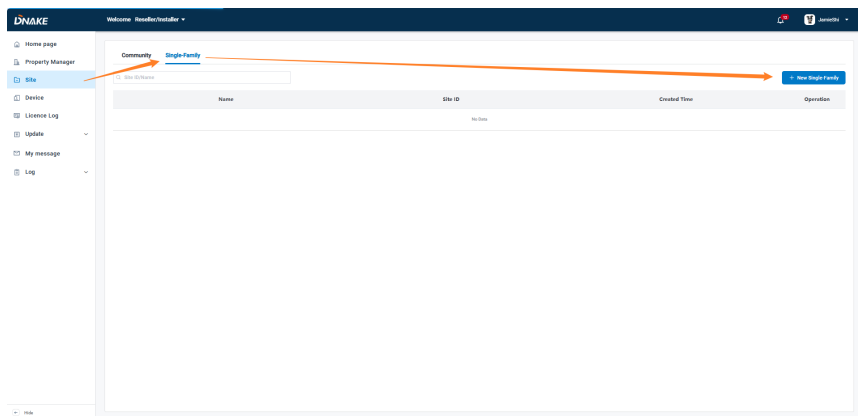 DNAKE
Welcome Reseller/Installer
JamieShi
Home page
Property Manager
Site
Device
Licence Log
Update
My message
Log
Hide
Community Single-Family
Site ID/Name
+ New Single-Family
Name Site ID Created Time Operation
No Data